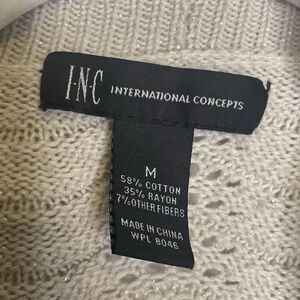 I·N·C INTERNATIONAL CONCEPTS
M
58% COTTON
35% RAYON
7% OTHER FIBERS
MADE IN CHINA
WPL 8046